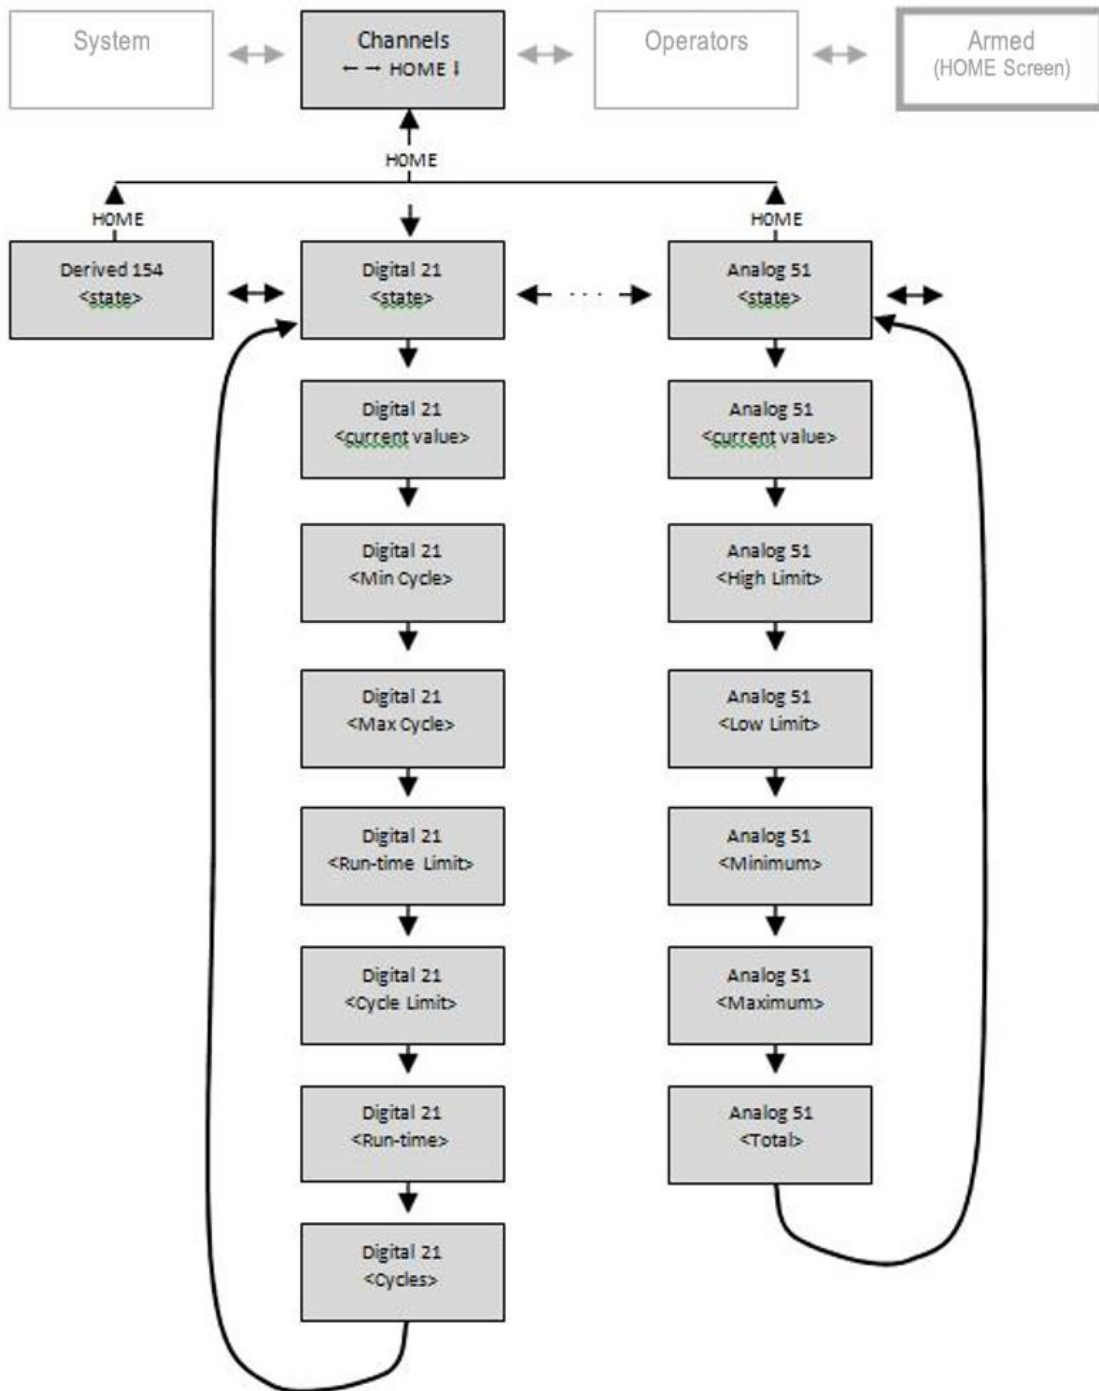 System
Channels
← → HOME ↓
Operators
Armed
(HOME Screen)
HOME
HOME
HOME
Derived 154
<state>
Digital 21
<state>
. . .
Analog 51
<state>
Digital 21
<current value>
Analog 51
<current value>
Digital 21
<Min Cycle>
Analog 51
<High Limit>
Digital 21
<Max Cycle>
Analog 51
<Low Limit>
Digital 21
<Run-time Limit>
Analog 51
<Minimum>
Digital 21
<Cycle Limit>
Analog 51
<Maximum>
Digital 21
<Run-time>
Analog 51
<Total>
Digital 21
<Cycles>